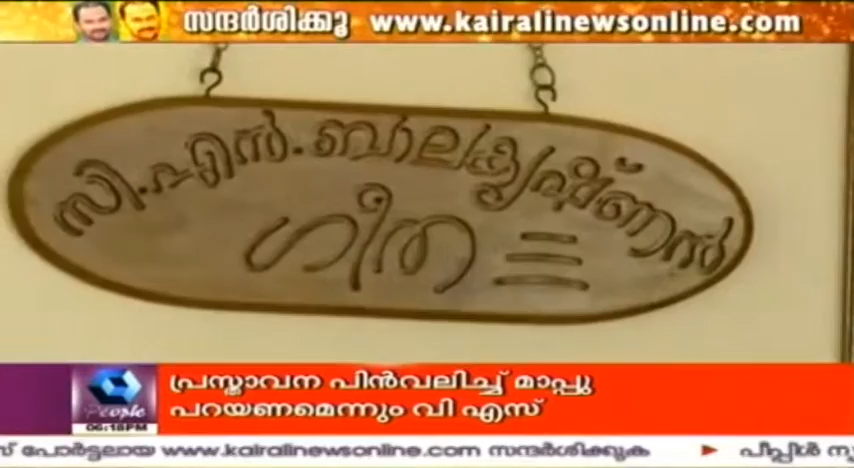 സന്ദർശിക്കൂ www.kairalinewsonline.com
സി.എൻ.ബാലകൃഷ്ണൻ
ഗീത
പ്രസ്താവന പിൻവലിച്ച് മാപ്പു
പറയണമെന്നും വി എസ്
People
06:18PM
സ് പോർട്ടലായ www.kairalinewsonline.com സന്ദർശിക്കുക പീപ്പിൾ ന്യൂ